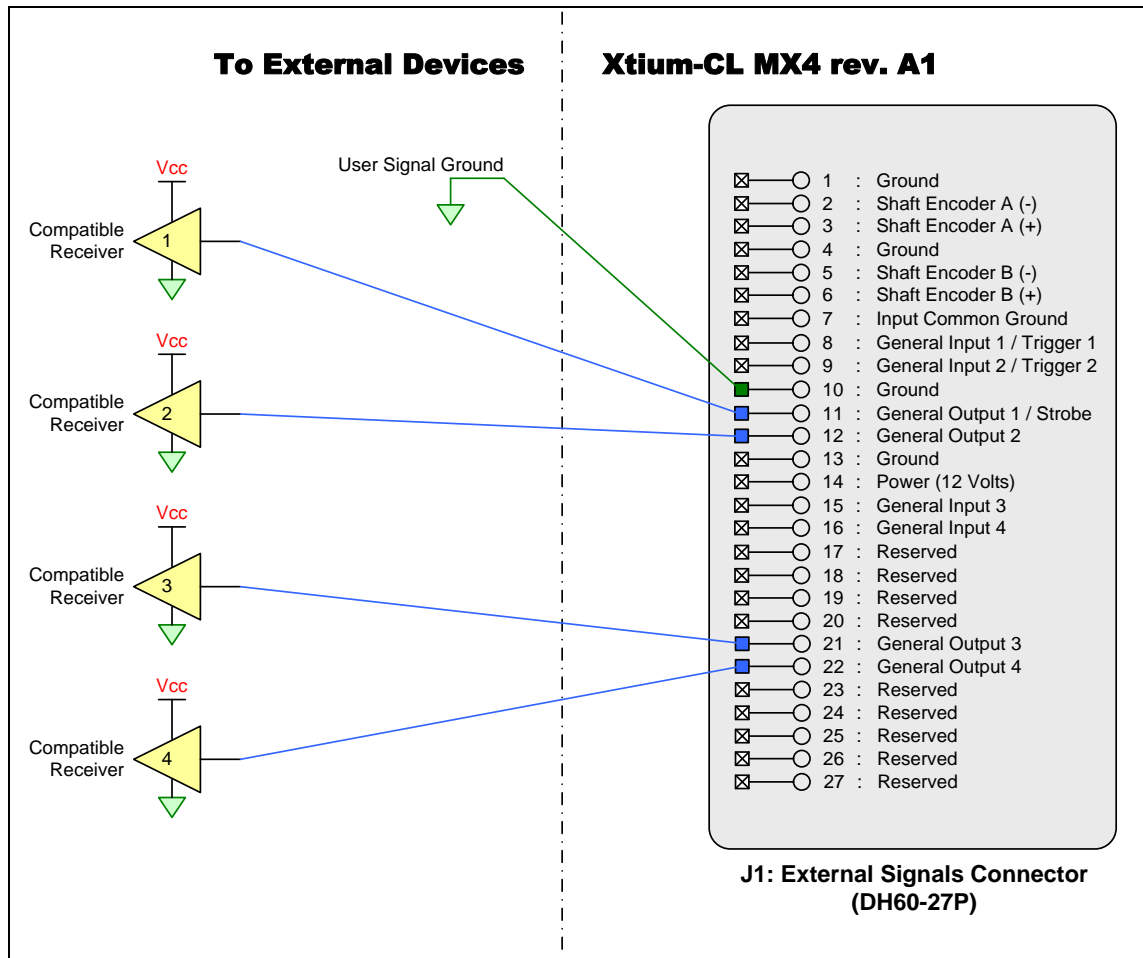 To External Devices
Xtium-CL MX4 rev. A1
User Signal Ground
Vcc
Compatible
Receiver
1
Vcc
Compatible
Receiver
2
Vcc
Compatible
Receiver
3
Vcc
Compatible
Receiver
4
1 : Ground
2 : Shaft Encoder A (-)
3 : Shaft Encoder A (+)
4 : Ground
5 : Shaft Encoder B (-)
6 : Shaft Encoder B (+)
7 : Input Common Ground
8 : General Input 1 / Trigger 1
9 : General Input 2 / Trigger 2
10 : Ground
11 : General Output 1 / Strobe
12 : General Output 2
13 : Ground
14 : Power (12 Volts)
15 : General Input 3
16 : General Input 4
17 : Reserved
18 : Reserved
19 : Reserved
20 : Reserved
21 : General Output 3
22 : General Output 4
23 : Reserved
24 : Reserved
25 : Reserved
26 : Reserved
27 : Reserved
J1: External Signals Connector
(DH60-27P)